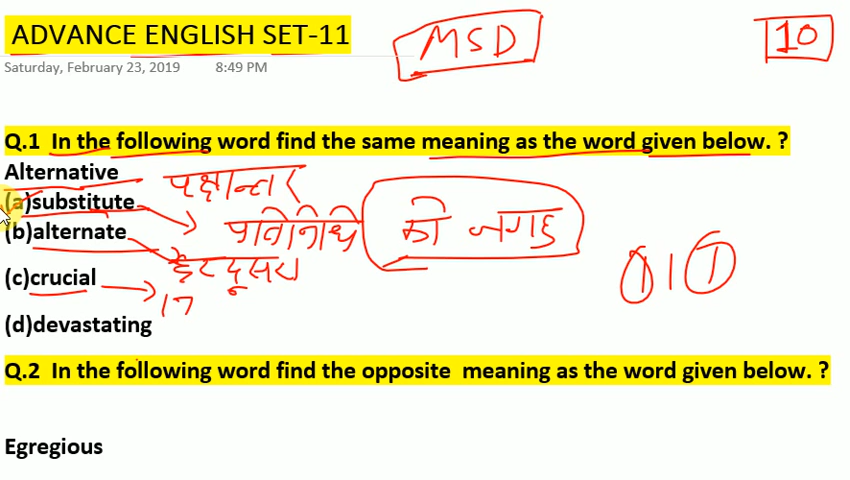 ADVANCE ENGLISH SET-11
MSD
10
Saturday, February 23, 2019 8:49 PM
Q.1 In the following word find the same meaning as the word given below. ?
Alternative
पक्षान्तर
(a)substitute
प्रतिनिधि की जगह
(b)alternate
हर दूसरा
(c)crucial
(d)devastating
Q.2 In the following word find the opposite meaning as the word given below. ?
Egregious